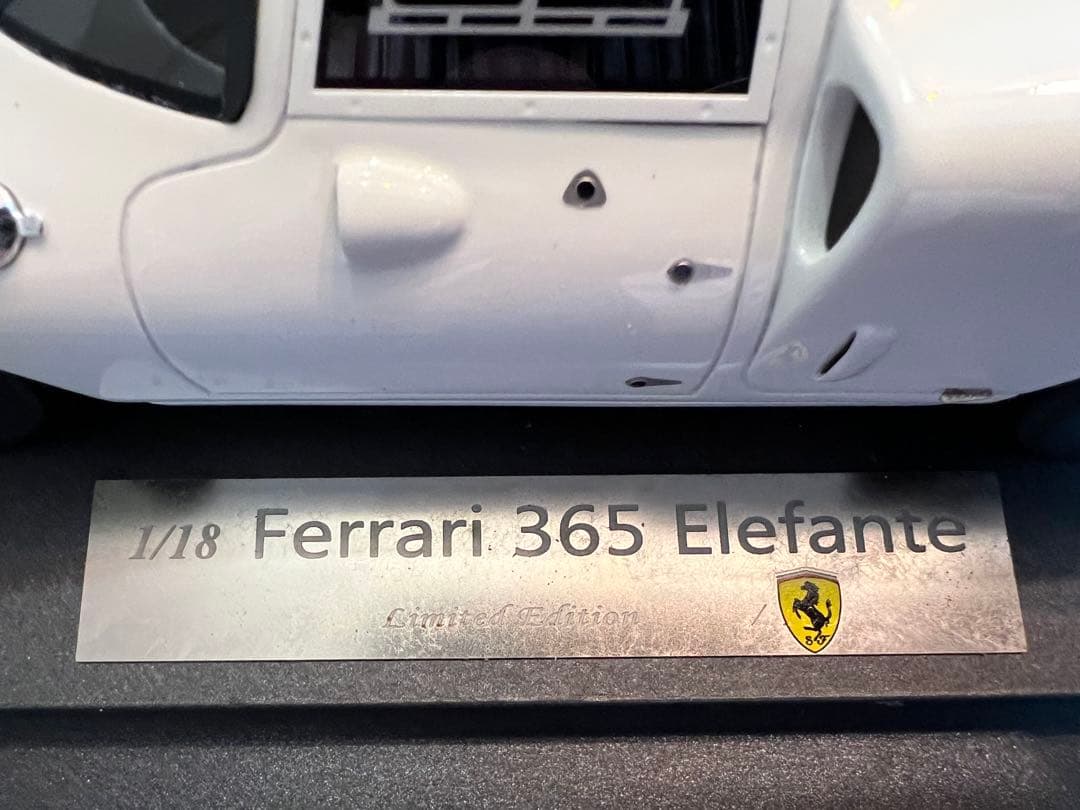 1/18 Ferrari 365 Elefante
Limited Edition /
S F